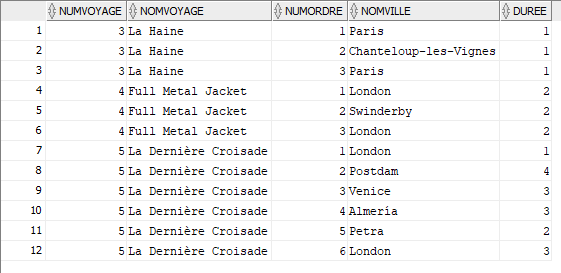 NUMVOYAGE NOMVOYAGE NUMORDRE NOMVILLE DUREE
1 3 La Haine 1 Paris 1
2 3 La Haine 2 Chanteloup-les-Vignes 1
3 3 La Haine 3 Paris 1
4 4 Full Metal Jacket 1 London 2
5 4 Full Metal Jacket 2 Swinderby 2
6 4 Full Metal Jacket 3 London 2
7 5 La Dernière Croisade 1 London 1
8 5 La Dernière Croisade 2 Postdam 4
9 5 La Dernière Croisade 3 Venice 3
10 5 La Dernière Croisade 4 Almería 3
11 5 La Dernière Croisade 5 Petra 2
12 5 La Dernière Croisade 6 London 3